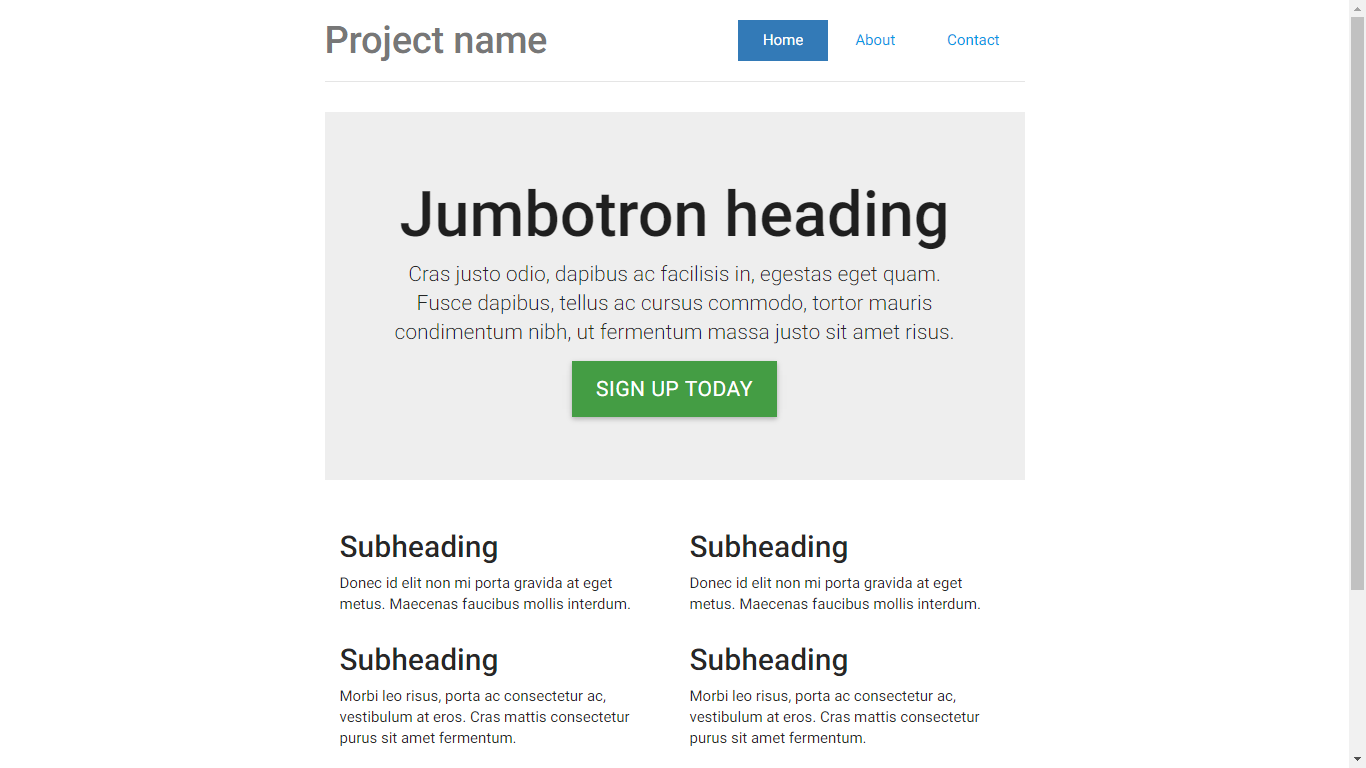 Project name
Home About Contact
Jumbotron heading
Cras justo odio, dapibus ac facilisis in, egestas eget quam.
Fusce dapibus, tellus ac cursus commodo, tortor mauris
condimentum nibh, ut fermentum massa justo sit amet risus.
SIGN UP TODAY
Subheading
Donec id elit non mi porta gravida at eget
metus. Maecenas faucibus mollis interdum.
Subheading
Donec id elit non mi porta gravida at eget
metus. Maecenas faucibus mollis interdum.
Subheading
Morbi leo risus, porta ac consectetur ac,
vestibulum at eros. Cras mattis consectetur
purus sit amet fermentum.
Subheading
Morbi leo risus, porta ac consectetur ac,
vestibulum at eros. Cras mattis consectetur
purus sit amet fermentum.